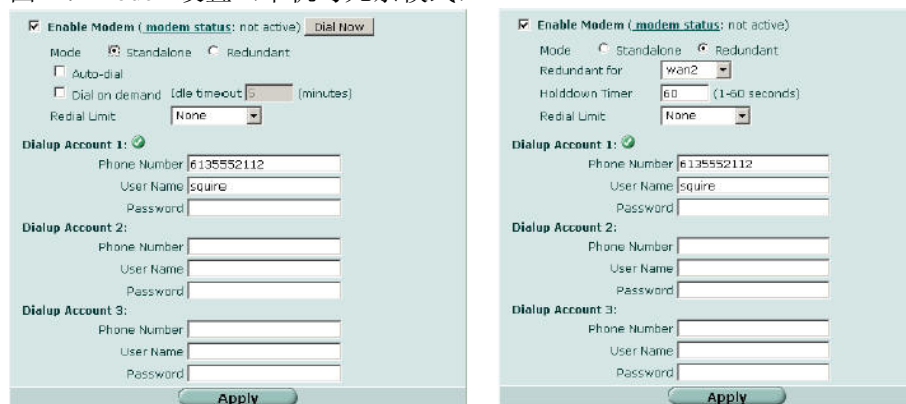 Enable Modem ( modem status: not active) Dial Now
Mode Standalone Redundant
Auto-dial
Dial on demand Idle timeout 5 (minutes)
Redial Limit None
Dialup Account 1:
Phone Number 6135552112
User Name squire
Password
Dialup Account 2:
Phone Number
User Name
Password
Dialup Account 3:
Phone Number
User Name
Password
Apply
Enable Modem ( modem status: not active)
Mode Standalone Redundant
Redundant for wan2
Holddown Timer 60 (1-60 seconds)
Redial Limit None
Dialup Account 1:
Phone Number 6135552112
User Name squire
Password
Dialup Account 2:
Phone Number
User Name
Password
Dialup Account 3:
Phone Number
User Name
Password
Apply